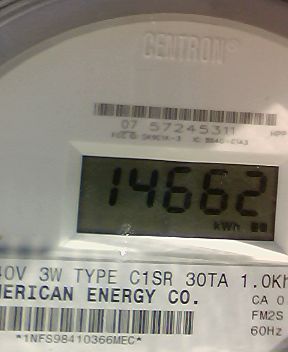 CENTRON®
07 57245311
14662
kWh
40V 3W TYPE C1SR 30TA 1.0Kh
MERICAN ENERGY CO.
CA 0.
FM2S
60Hz
*1NFS98410366MEC*